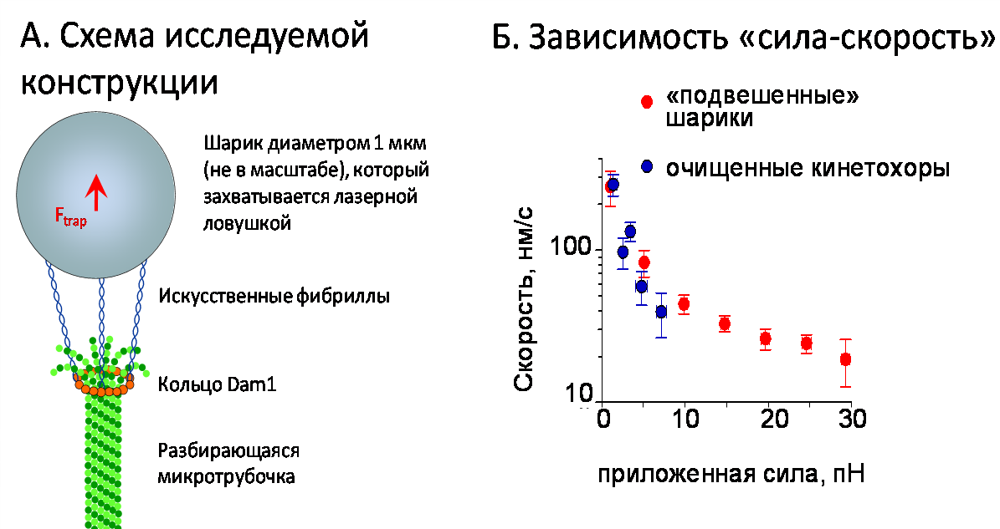 А. Схема исследуемой
конструкции
Ftrap
Шарик диаметром 1 мкм
(не в масштабе), который
захватывается лазерной
ловушкой
Искусственные фибриллы
Кольцо Dam1
Разбирающаяся
микротрубочка
Б. Зависимость «сила-скорость»
«подвешенные»
шарики
очищенные кинетохоры
Скорость, нм/с
100
10
0
10
20
30
приложенная сила, пН